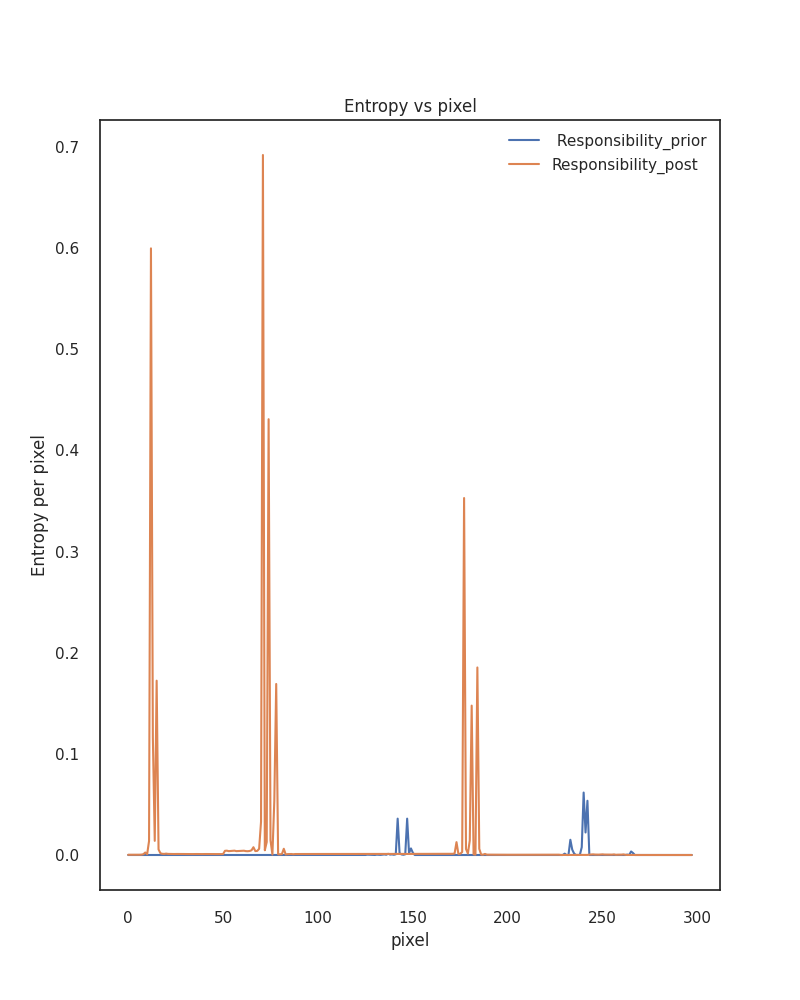 Entropy vs pixel
Responsibility_prior
Responsibility_post
0.7
0.6
0.5
0.4
0.3
0.2
0.1
0.0
Entropy per pixel
0 50 100 150 200 250 300
pixel